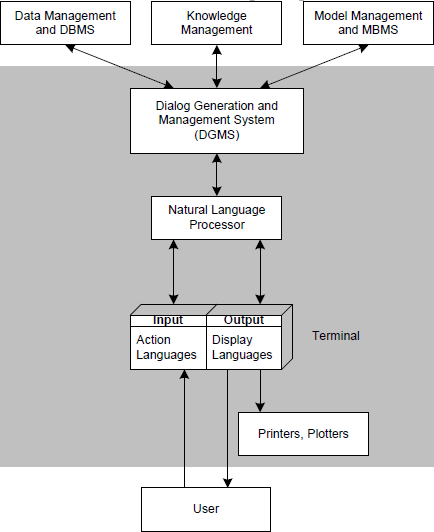 Data Management
and DBMS
Knowledge
Management
Model Management
and MBMS
Dialog Generation and
Management System
(DGMS)
Natural Language
Processor
Input
Output
Action
Languages
Display
Languages
Terminal
Printers, Plotters
User